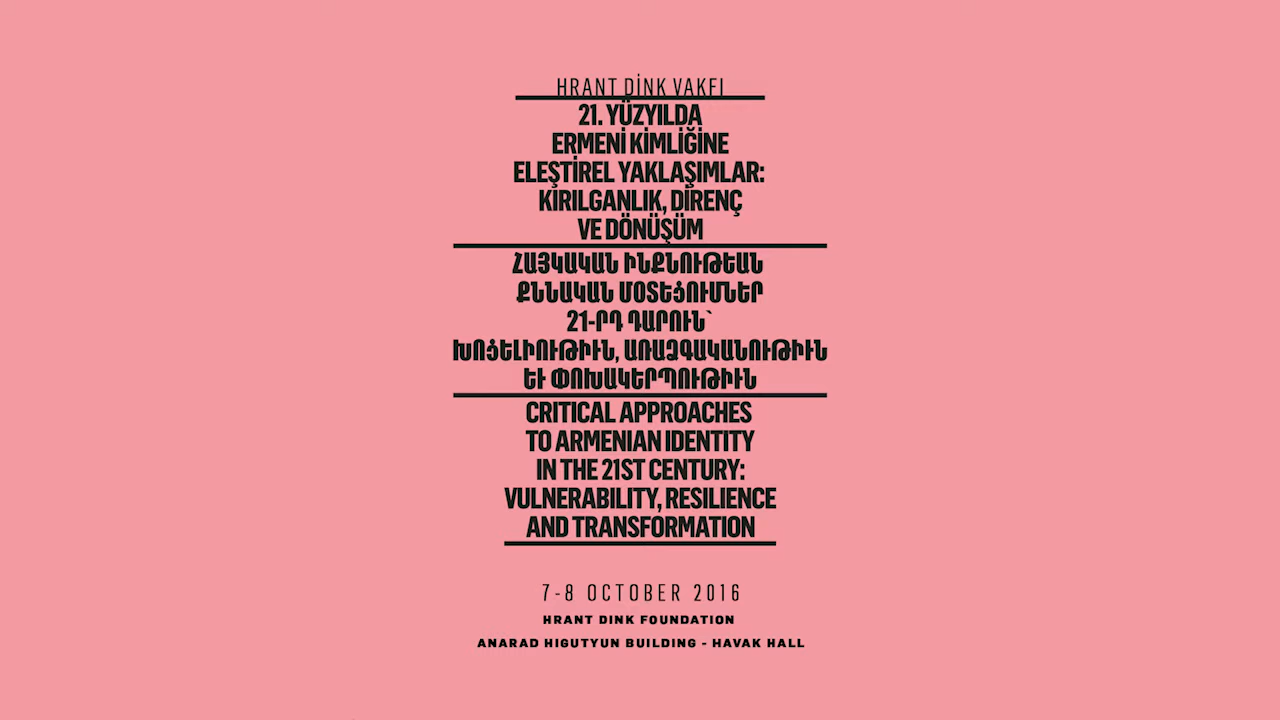 HRANT DİNK VAKFI
21. YÜZYILDA
ERMENİ KİMLİĞİNE
ELEŞTİREL YAKLAŞIMLAR:
KIRILGANLIK, DİRENÇ
VE DÖNÜŞÜM
ՀԱՅԿԱԿԱՆ ԻՆՔՆՈՒԹԵԱՆ
ՔՆՆԱԿԱՆ ՄՕՏԵՑՈՒՄՆԵՐ
21-ՐԴ ԴԱՐՈՒՆ՝
ԽՈՑԵԼԻՈՒԹԻՒՆ, ԱՌԱՁԳԱԿԱՆՈՒԹԻՒՆ
ԵՒ ՓՈԽԱԿԵՐՊՈՒԹԻՒՆ
CRITICAL APPROACHES
TO ARMENIAN IDENTITY
IN THE 21ST CENTURY:
VULNERABILITY, RESILIENCE
AND TRANSFORMATION
7-8 OCTOBER 2016
HRANT DINK FOUNDATION
ANARAD HIGUTYUN BUILDING - HAVAK HALL